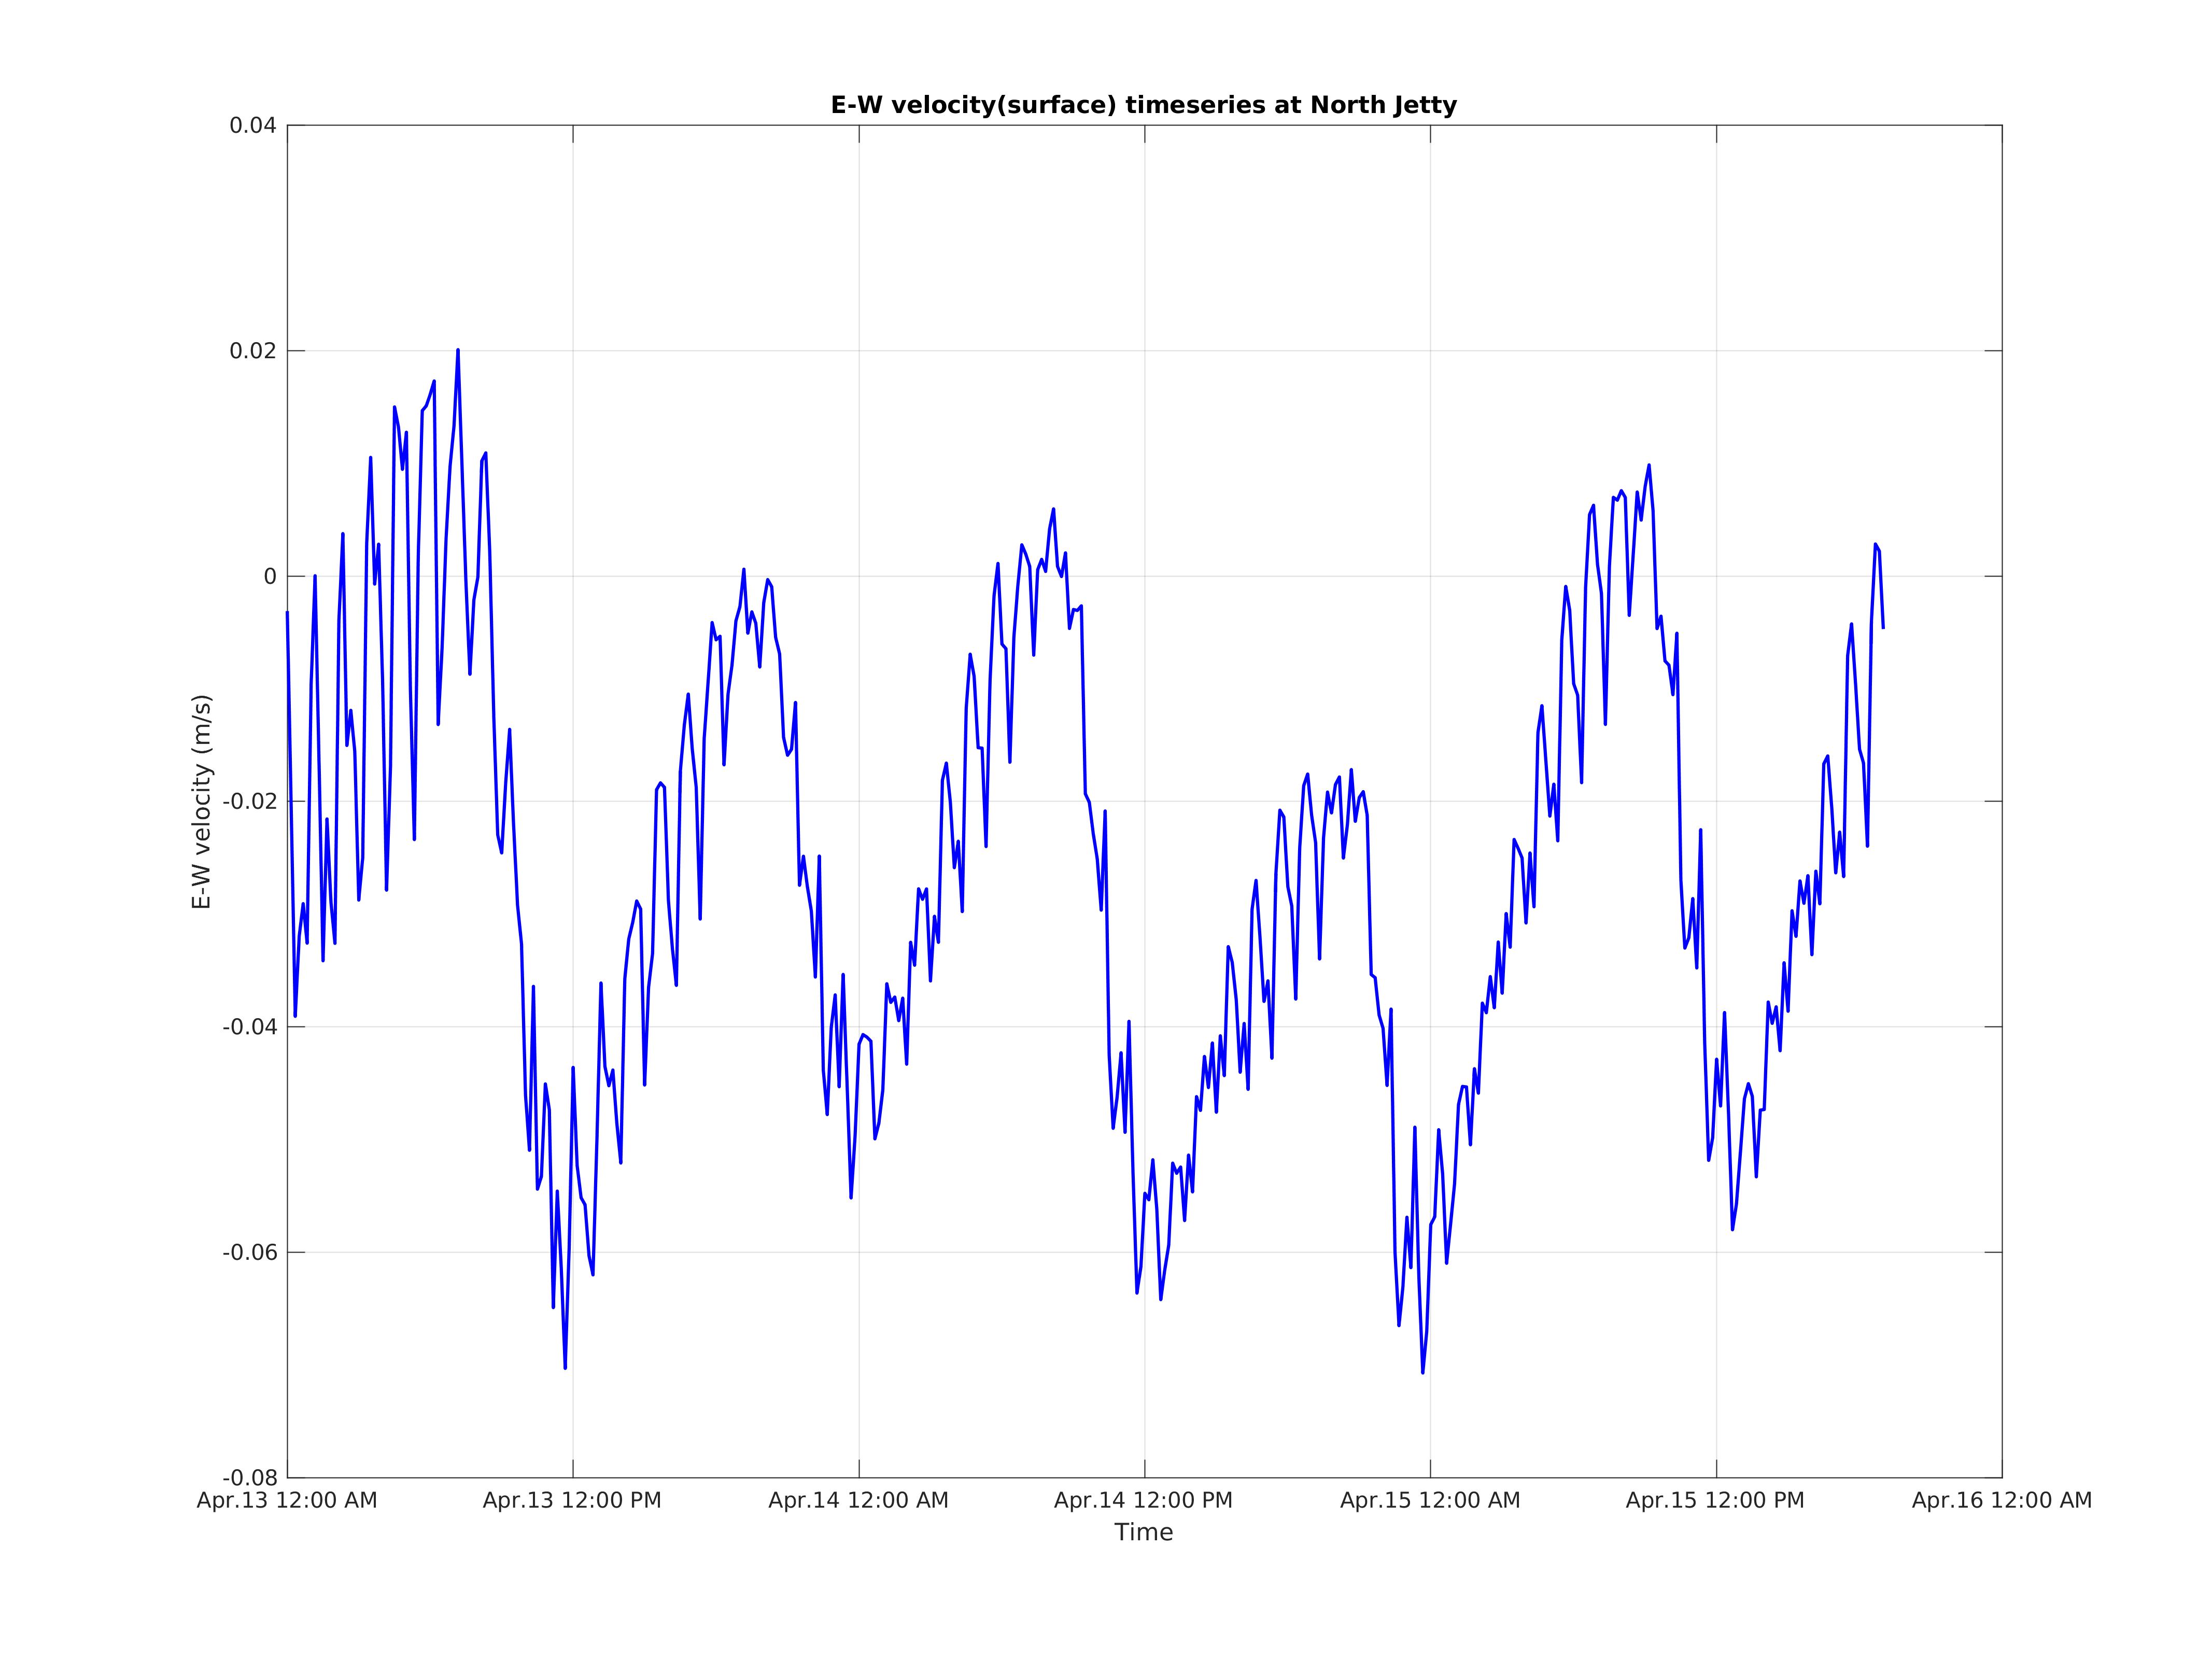 E-W velocity(surface) timeseries at North Jetty
0.04
0.02
0
-0.02
-0.04
-0.06
-0.08
E-W velocity (m/s)
Apr.13 12:00 AM
Apr.13 12:00 PM
Apr.14 12:00 AM
Apr.14 12:00 PM
Apr.15 12:00 AM
Apr.15 12:00 PM
Apr.16 12:00 AM
Time